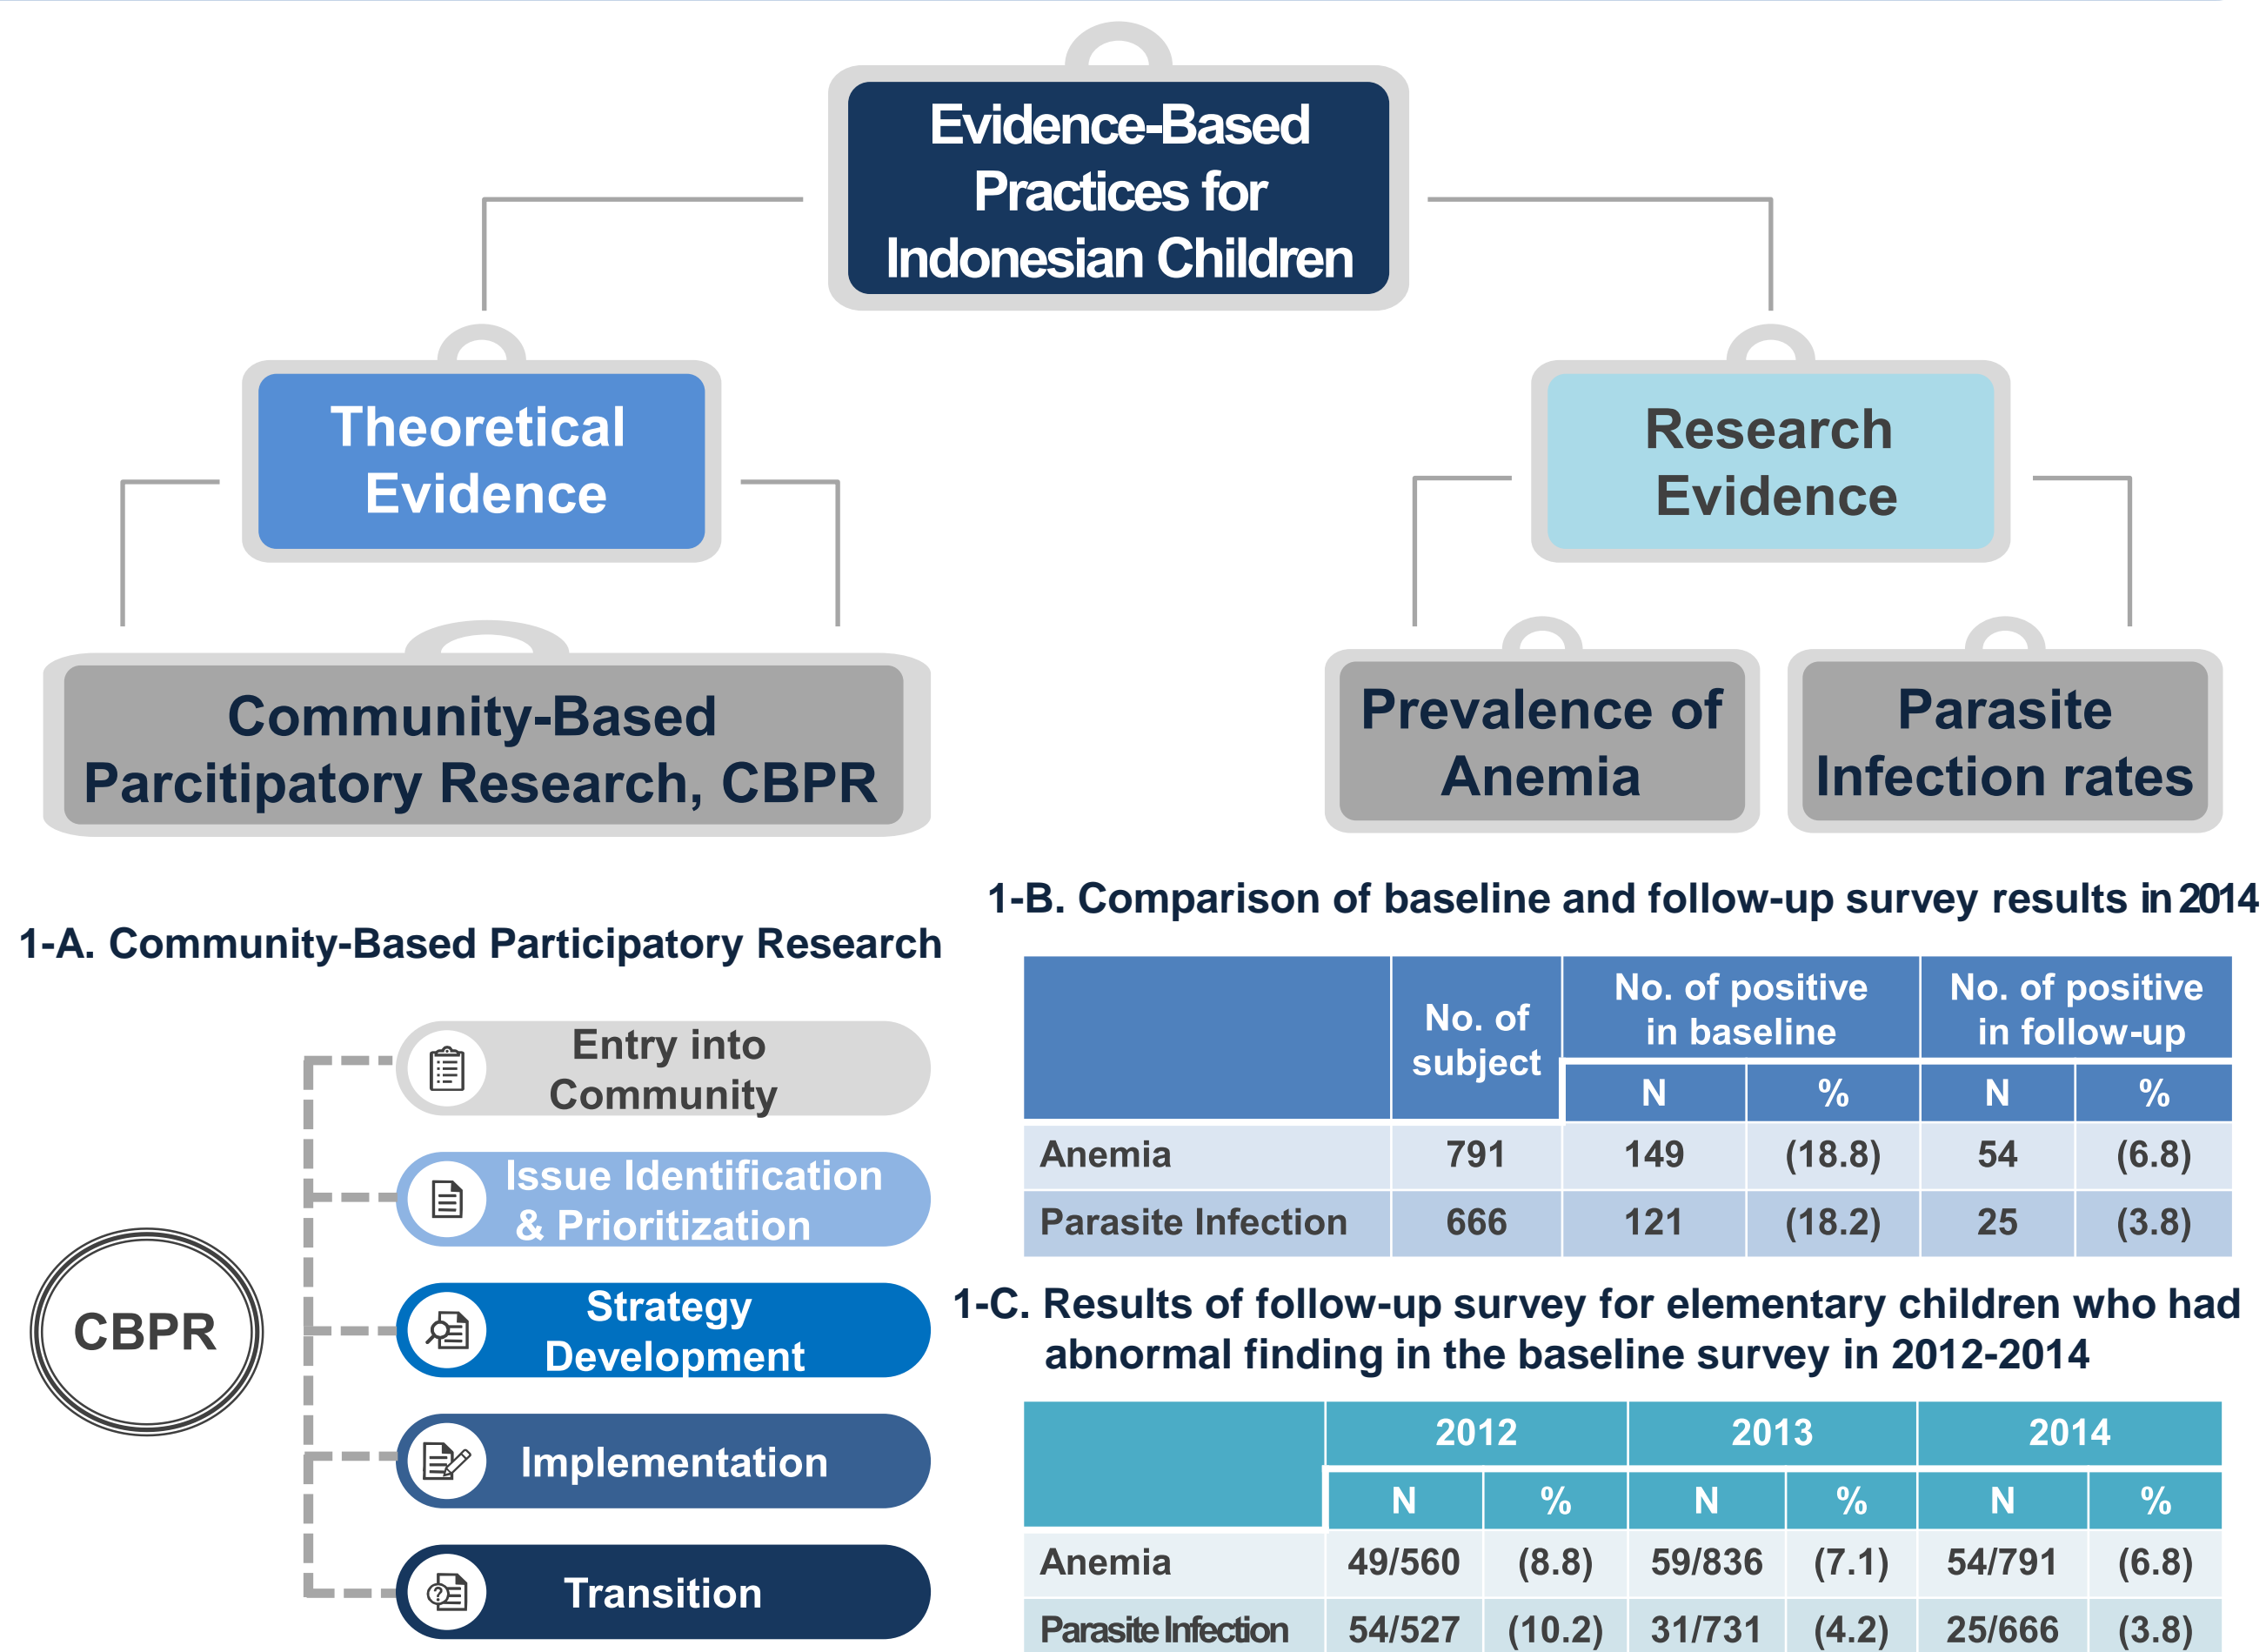 Evidence-Based
Practices for
Indonesian Children
Theoretical
Evidence
Research
Evidence
Community-Based
Parcitipatory Research, CBPR
Prevalence of
Anemia
Parasite
Infection rates
1-A. Community-Based Participatory Research
CBPR
Entry into
Community
Issue Identification
& Prioritization
Strategy
Development
Implementation
Transition
1-B. Comparison of baseline and follow-up survey results in 2014
No. of
subject
No. of positive
in baseline
No. of positive
in follow-up
N % N %
Anemia 791 149 (18.8) 54 (6.8)
Parasite Infection 666 121 (18.2) 25 (3.8)
1-C. Results of follow-up survey for elementary children who had
abnormal finding in the baseline survey in 2012-2014
2012 2013 2014
N % N % N %
Anemia 49/560 (8.8) 59/836 (7.1) 54/791 (6.8)
Parasite Infection 54/527 (10.2) 31/731 (4.2) 25/666 (3.8)